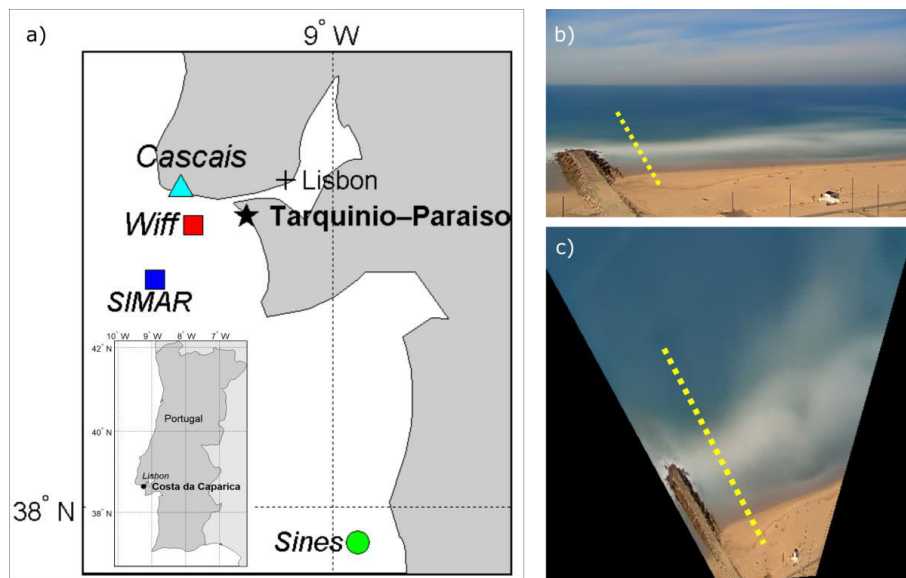 a)
9° W
Cascais
Lisbon
Wiff
Tarquinio–Paraiso
SIMAR
10° W 9° W 8° W 7° W
42° N
Portugal
40° N
Lisbon
Costa da Caparica
38° N
38° N
Sines
b)
c)